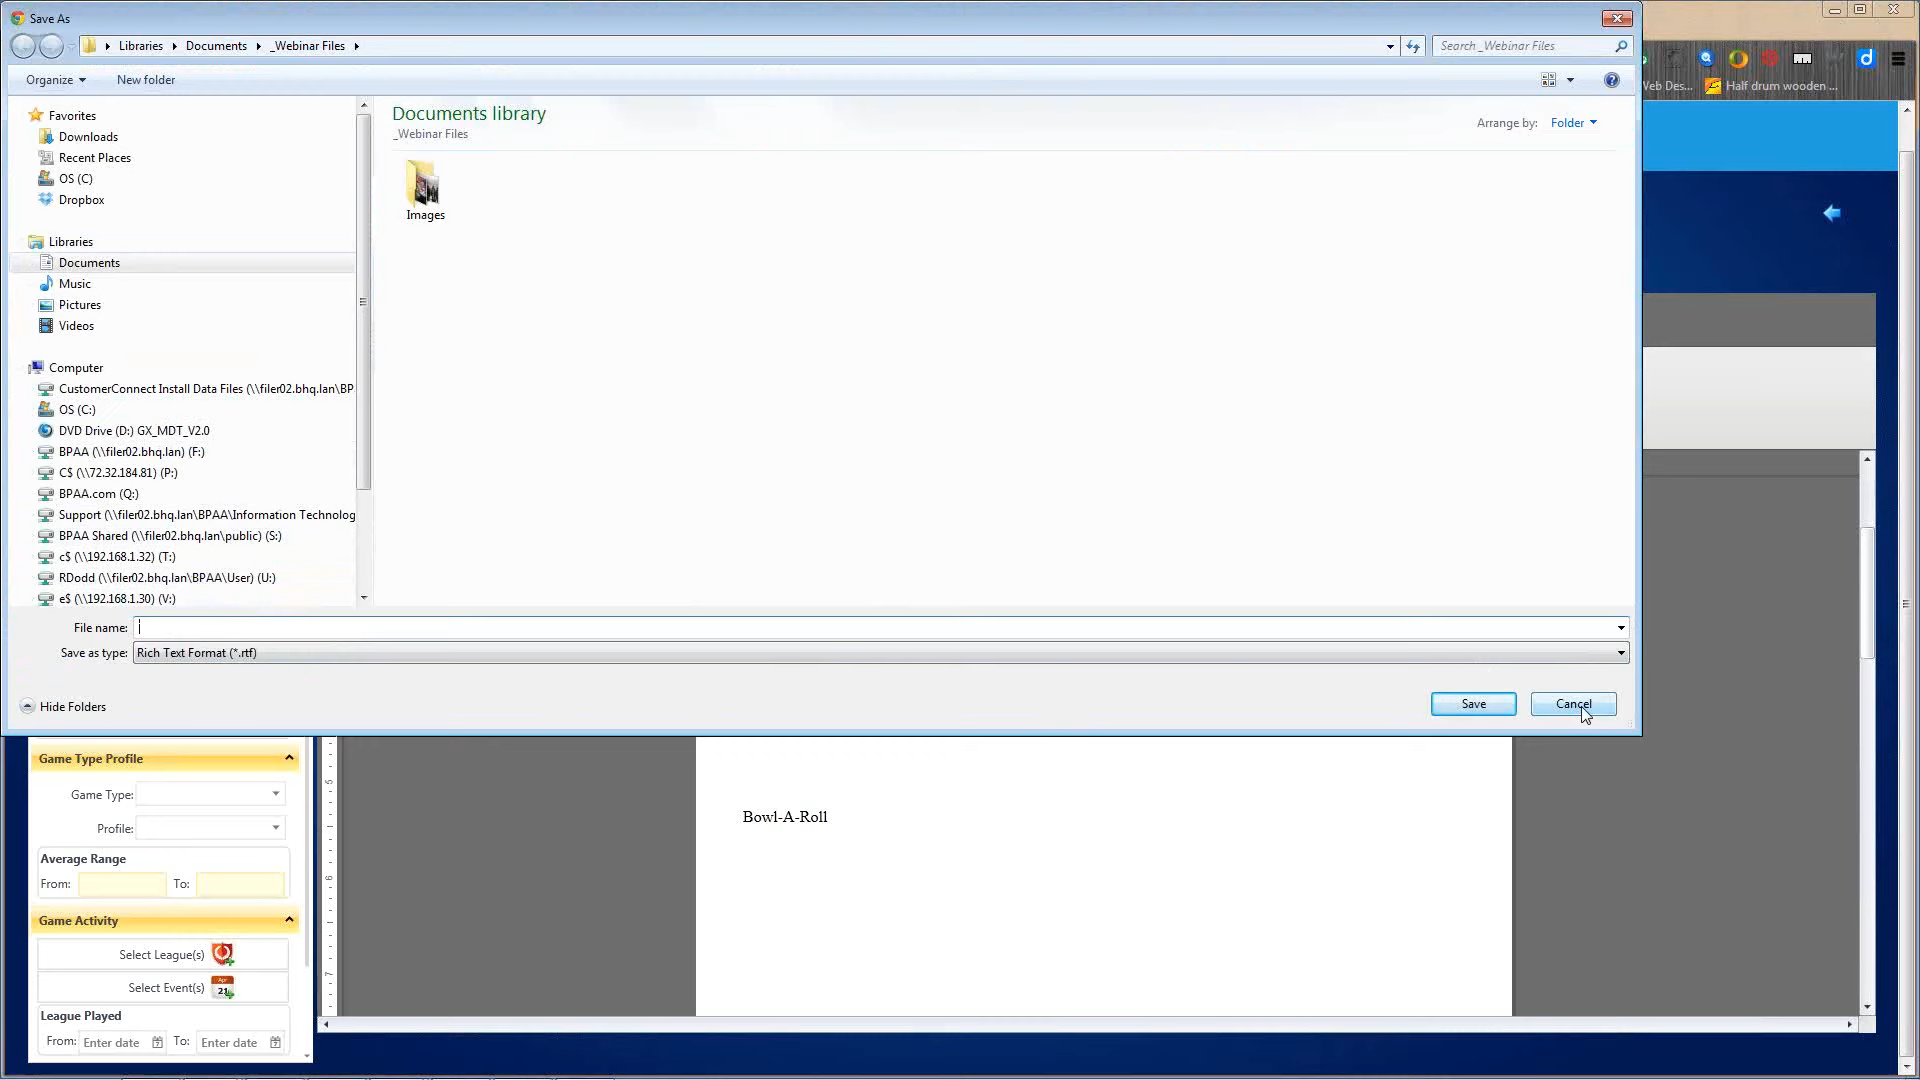 Save As
Libraries Documents _Webinar Files
Search _Webinar Files
Organize New folder
Web Des... Half drum wooden ...
Favorites
Downloads
Recent Places
OS (C)
Dropbox
Libraries
Documents
Music
Pictures
Videos
Computer
CustomerConnect Install Data Files (\\filer02.bhq.lan\BP
OS (C:)
DVD Drive (D:) GX_MDT_V2.0
BPAA (\\filer02.bhq.lan) (F:)
C$ (\\72.32.184.81) (P:)
BPAA.com (Q:)
Support (\\filer02.bhq.lan\BPAA\Information Technolog
BPAA Shared (\\filer02.bhq.lan\public) (S:)
c$ (\\192.168.1.32) (T:)
RDodd (\\filer02.bhq.lan\BPAA\User) (U:)
e$ (\\192.168.1.30) (V:)
Documents library
_Webinar Files
Arrange by: Folder
Images
File name:
Save as type: Rich Text Format (*.rtf)
Hide Folders
Save Cancel
Game Type Profile
Game Type:
Profile:
Average Range
From: To:
Game Activity
Select League(s)
Select Event(s)
Apr
21
League Played
From: Enter date To: Enter date
5
6
7
Bowl-A-Roll